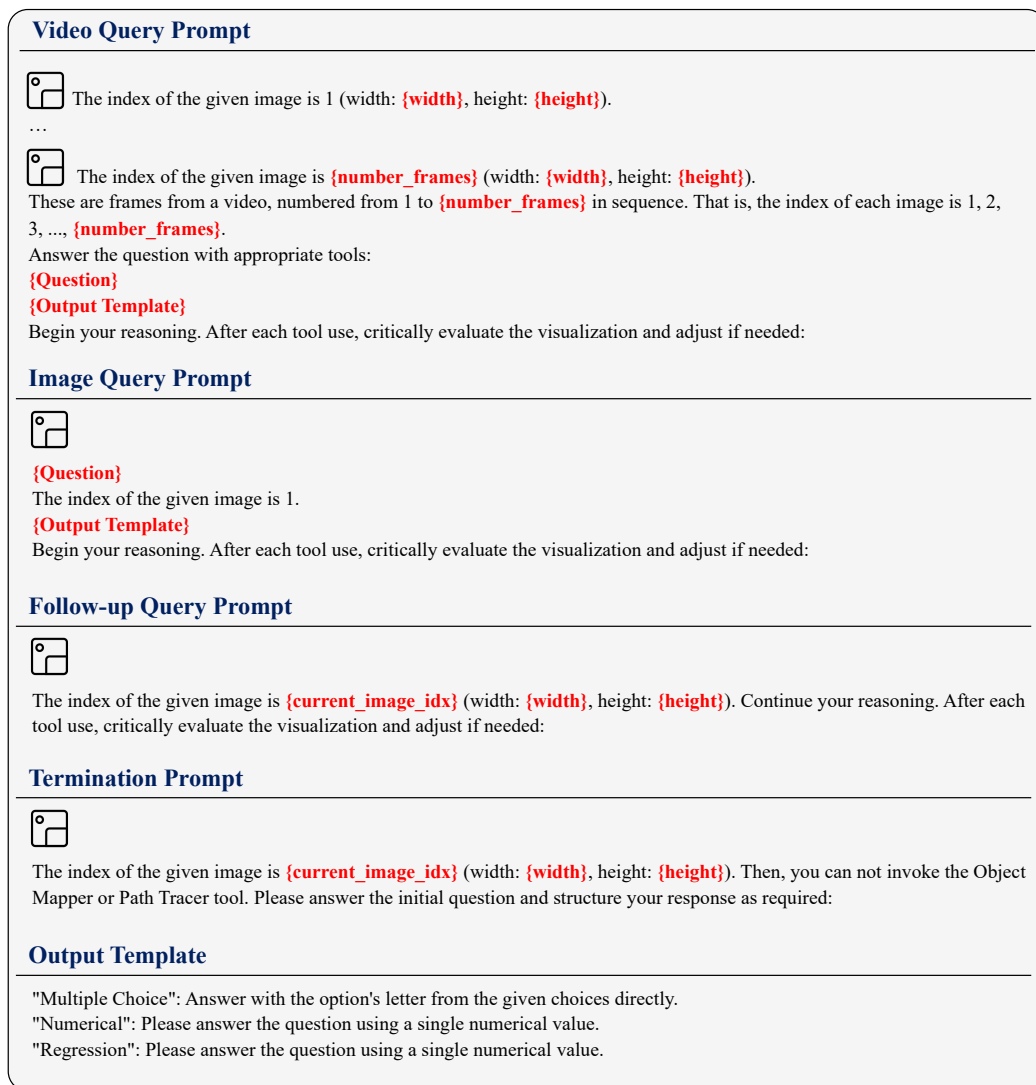 Video Query Prompt
The index of the given image is 1 (width: {width}, height: {height}).
…
The index of the given image is {number_frames} (width: {width}, height: {height}).
These are frames from a video, numbered from 1 to {number_frames} in sequence. That is, the index of each image is 1, 2,
3, ..., {number_frames}.
Answer the question with appropriate tools:
{Question}
{Output Template}
Begin your reasoning. After each tool use, critically evaluate the visualization and adjust if needed:
Image Query Prompt
{Question}
The index of the given image is 1.
{Output Template}
Begin your reasoning. After each tool use, critically evaluate the visualization and adjust if needed:
Follow-up Query Prompt
The index of the given image is {current_image_idx} (width: {width}, height: {height}). Continue your reasoning. After each
tool use, critically evaluate the visualization and adjust if needed:
Termination Prompt
The index of the given image is {current_image_idx} (width: {width}, height: {height}). Then, you can not invoke the Object
Mapper or Path Tracer tool. Please answer the initial question and structure your response as required:
Output Template
"Multiple Choice": Answer with the option's letter from the given choices directly.
"Numerical": Please answer the question using a single numerical value.
"Regression": Please answer the question using a single numerical value.